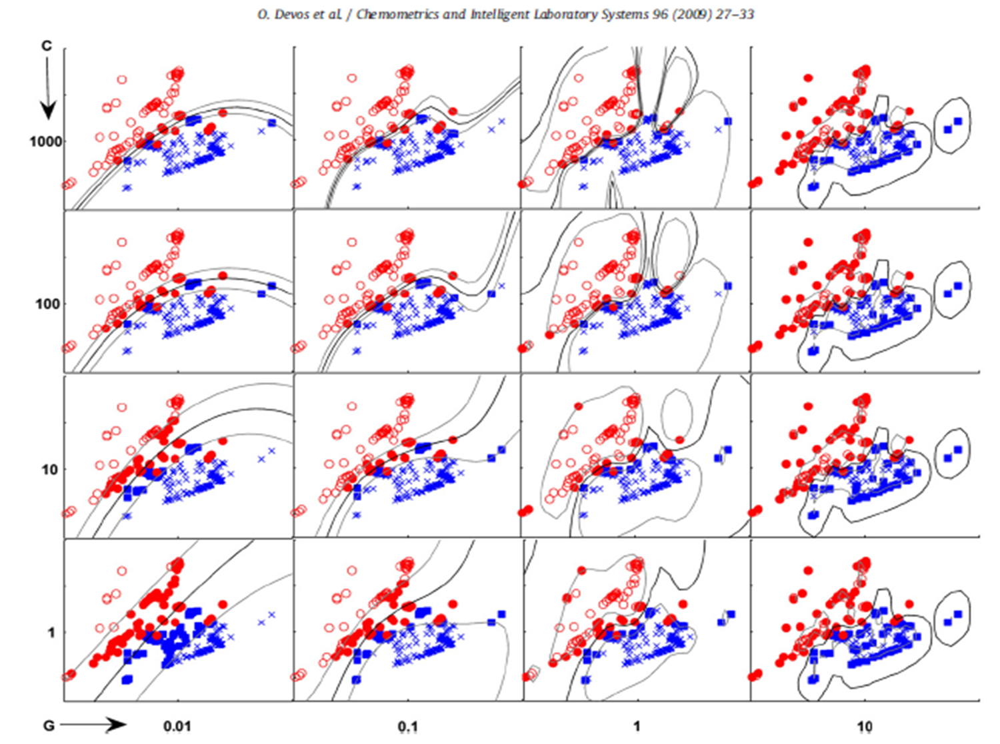 O. Devos et al. / Chemometrics and Intelligent Laboratory Systems 96 (2009) 27–33
C
1000
100
10
1
G 0.01 0.1 1 10